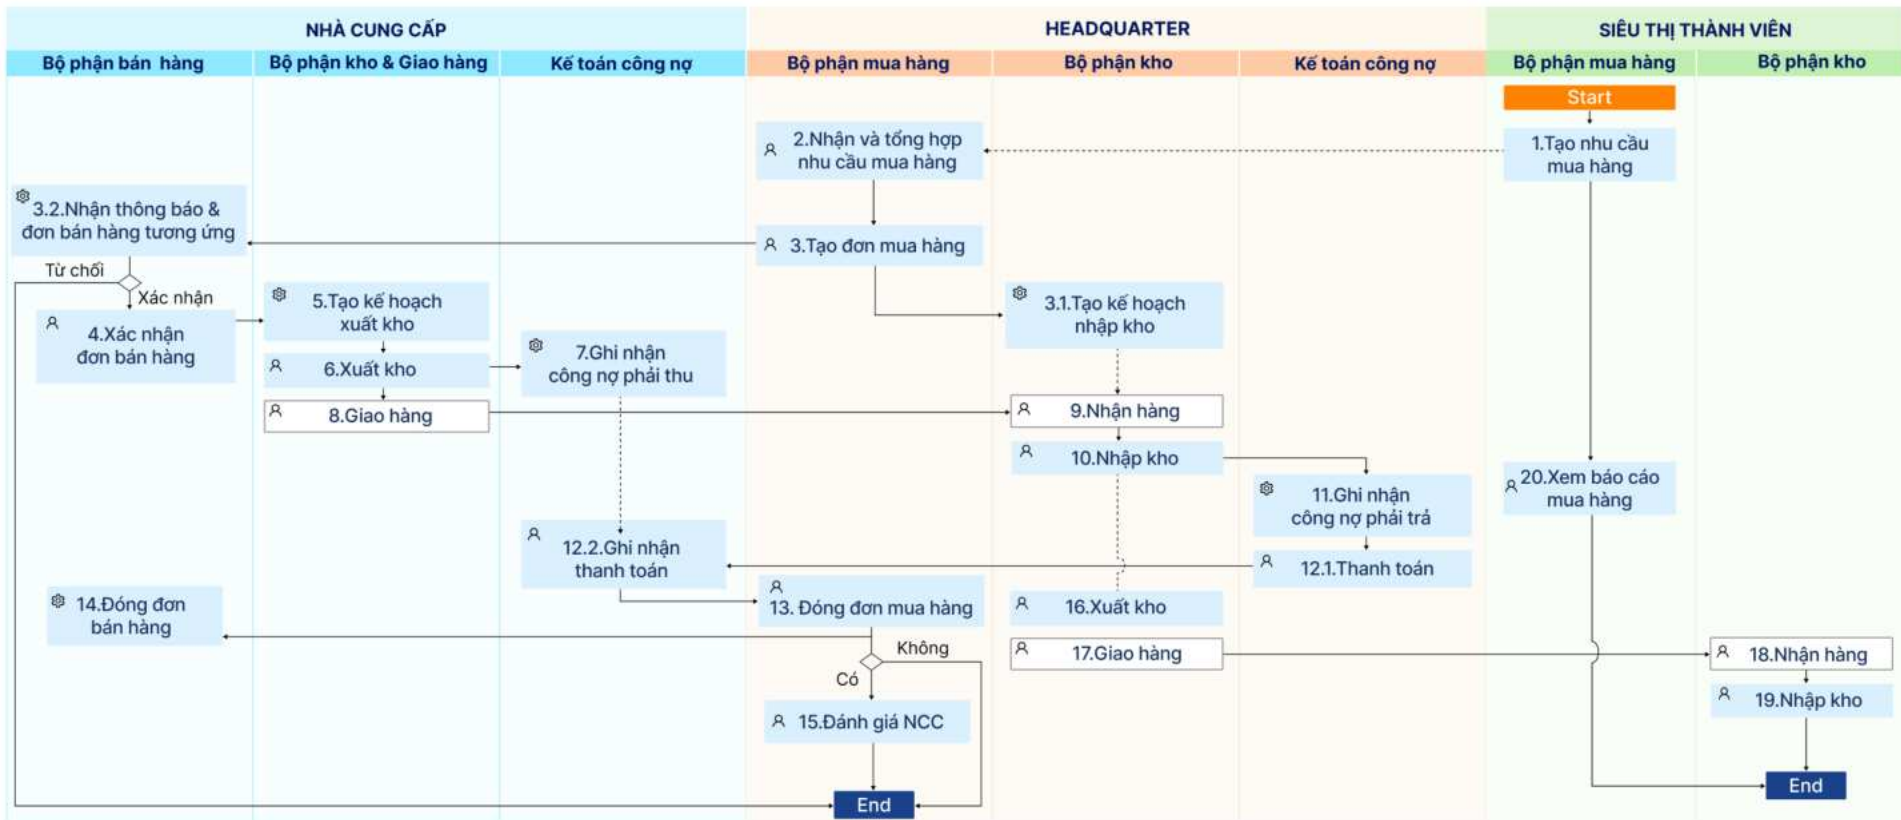 NHÀ CUNG CẤP
HEADQUARTER
SIÊU THỊ THÀNH VIÊN
Bộ phận bán hàng
Bộ phận kho & Giao hàng
Kế toán công nợ
Bộ phận mua hàng
Bộ phận kho
Kế toán công nợ
Bộ phận mua hàng
Bộ phận kho
Start
1.Tạo nhu cầu
mua hàng
2.Nhận và tổng hợp
nhu cầu mua hàng
3.Tạo đơn mua hàng
3.2.Nhận thông báo &
đơn bán hàng tương ứng
Từ chối
Xác nhận
3.1.Tạo kế hoạch
nhập kho
4.Xác nhận
đơn bán hàng
5.Tạo kế hoạch
xuất kho
6.Xuất kho
7.Ghi nhận
công nợ phải thu
8.Giao hàng
9.Nhận hàng
10.Nhập kho
11.Ghi nhận
công nợ phải trả
20.Xem báo cáo
mua hàng
12.2.Ghi nhận
thanh toán
12.1.Thanh toán
13. Đóng đơn mua hàng
14.Đóng đơn
bán hàng
16.Xuất kho
17.Giao hàng
18.Nhận hàng
19.Nhập kho
Không
Có
15.Đánh giá NCC
End
End